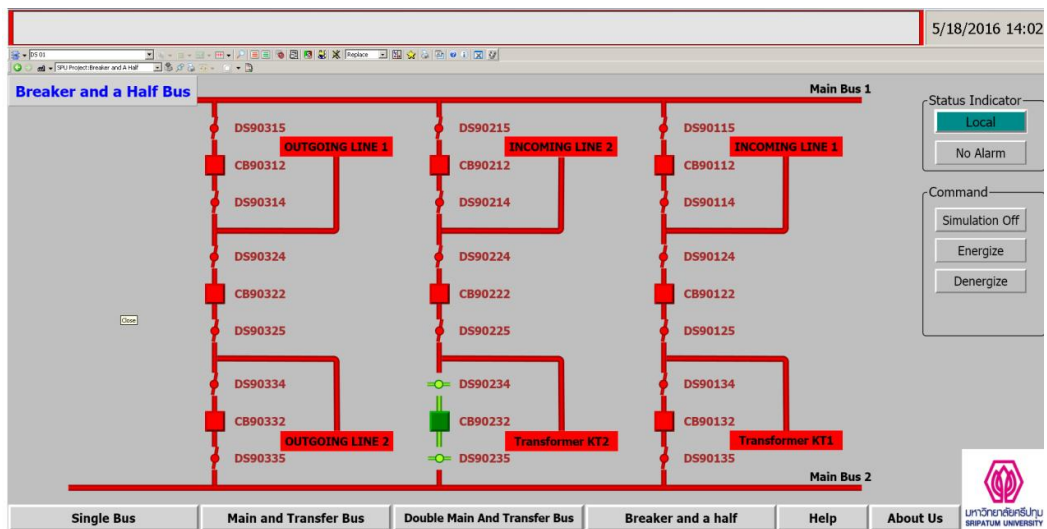 5/18/2016 14:02
DS 01
Replace
SPU Project:Breaker and A Half
Breaker and a Half Bus
Main Bus 1
Status Indicator
Local
No Alarm
DS90315
DS90215
DS90115
OUTGOING LINE 1
INCOMING LINE 2
INCOMING LINE 1
CB90312
CB90212
CB90112
DS90314
DS90214
DS90114
Command
Simulation Off
Energize
Denergize
DS90324
DS90224
DS90124
CB90322
CB90222
CB90122
Close
DS90325
DS90225
DS90125
DS90334
DS90234
DS90134
CB90332
CB90232
CB90132
OUTGOING LINE 2
Transformer KT2
Transformer KT1
DS90335
DS90235
DS90135
Main Bus 2
Single Bus
Main and Transfer Bus
Double Main And Transfer Bus
Breaker and a half
Help
About Us
มหาวิทยาลัยศรีปทุม
SRIPATUM UNIVERSITY